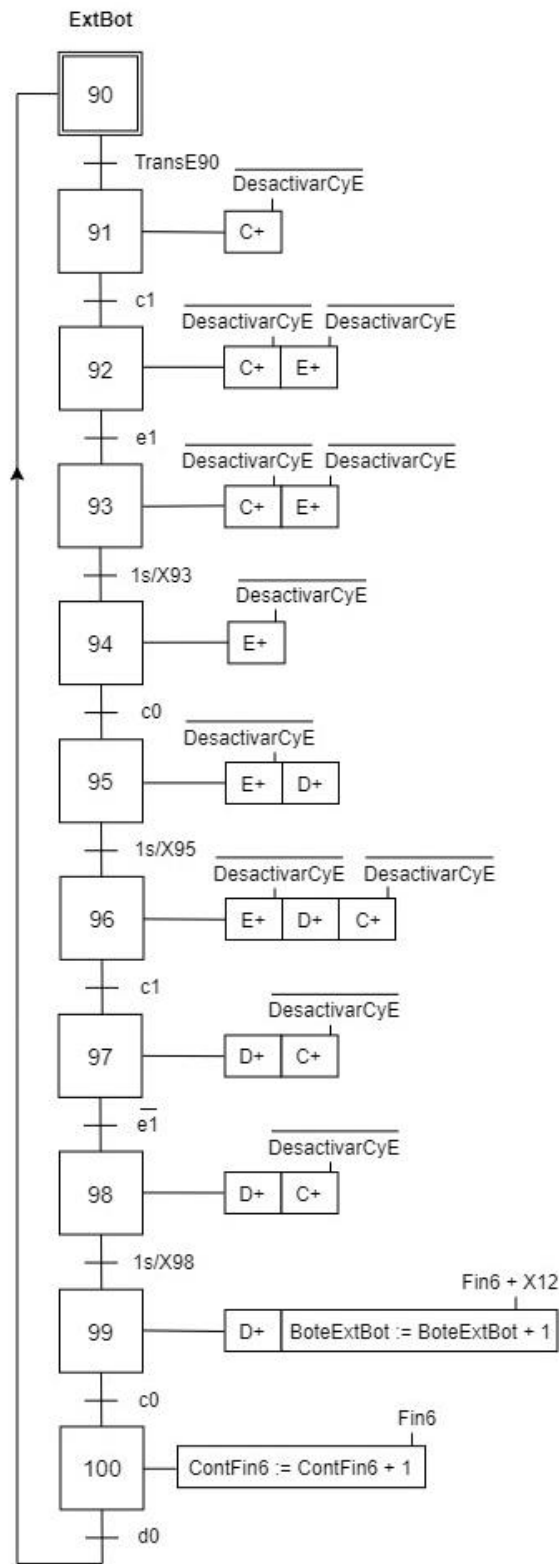 ExtBot
90
TransE90
DesactivarCyE
91
C+
c1
DesactivarCyE DesactivarCyE
92
C+ E+
e1
DesactivarCyE DesactivarCyE
93
C+ E+
1s/X93
DesactivarCyE
94
E+
c0
DesactivarCyE
95
E+ D+
1s/X95
DesactivarCyE DesactivarCyE
96
E+ D+ C+
c1
DesactivarCyE
97
D+ C+
e1
DesactivarCyE
98
D+ C+
1s/X98
Fin6 + X12
99
D+ BoteExtBot := BoteExtBot + 1
c0
Fin6
100
ContFin6 := ContFin6 + 1
d0